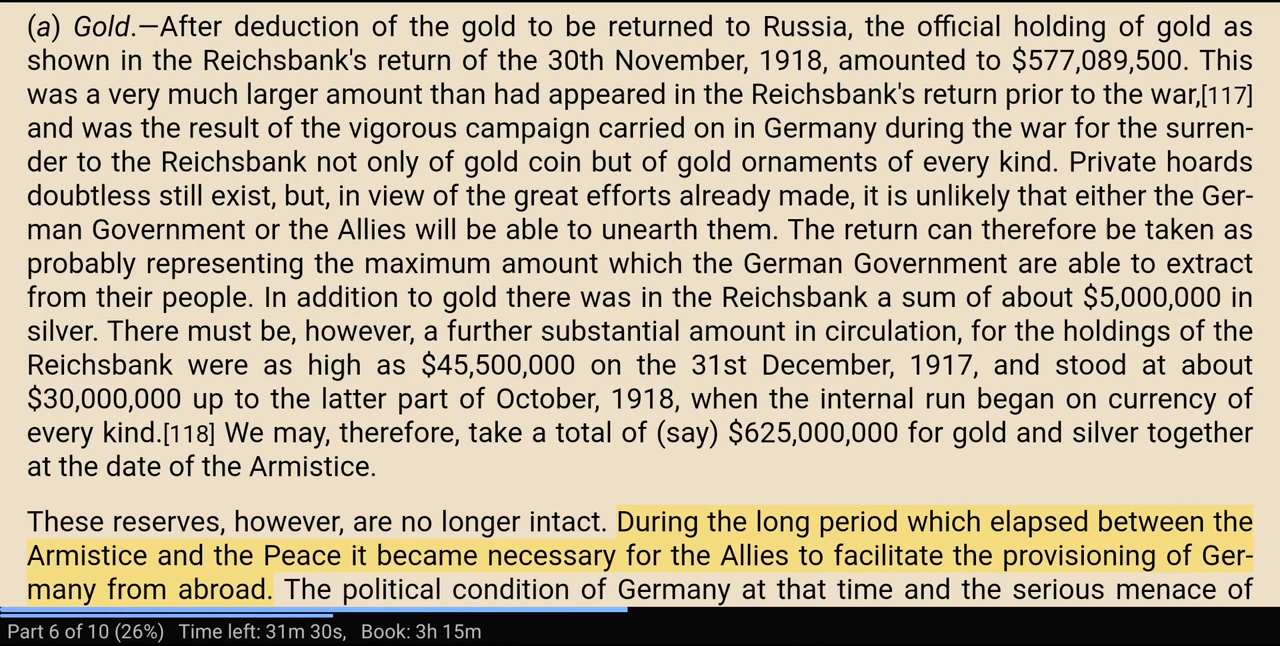 (a) Gold.—After deduction of the gold to be returned to Russia, the official holding of gold as
shown in the Reichsbank's return of the 30th November, 1918, amounted to $577,089,500. This
was a very much larger amount than had appeared in the Reichsbank's return prior to the war,[117]
and was the result of the vigorous campaign carried on in Germany during the war for the surren-
der to the Reichsbank not only of gold coin but of gold ornaments of every kind. Private hoards
doubtless still exist, but, in view of the great efforts already made, it is unlikely that either the Ger-
man Government or the Allies will be able to unearth them. The return can therefore be taken as
probably representing the maximum amount which the German Government are able to extract
from their people. In addition to gold there was in the Reichsbank a sum of about $5,000,000 in
silver. There must be, however, a further substantial amount in circulation, for the holdings of the
Reichsbank were as high as $45,500,000 on the 31st December, 1917, and stood at about
$30,000,000 up to the latter part of October, 1918, when the internal run began on currency of
every kind.[118] We may, therefore, take a total of (say) $625,000,000 for gold and silver together
at the date of the Armistice.
These reserves, however, are no longer intact. During the long period which elapsed between the
Armistice and the Peace it became necessary for the Allies to facilitate the provisioning of Ger-
many from abroad. The political condition of Germany at that time and the serious menace of
Part 6 of 10 (26%) Time left: 31m 30s, Book: 3h 15m